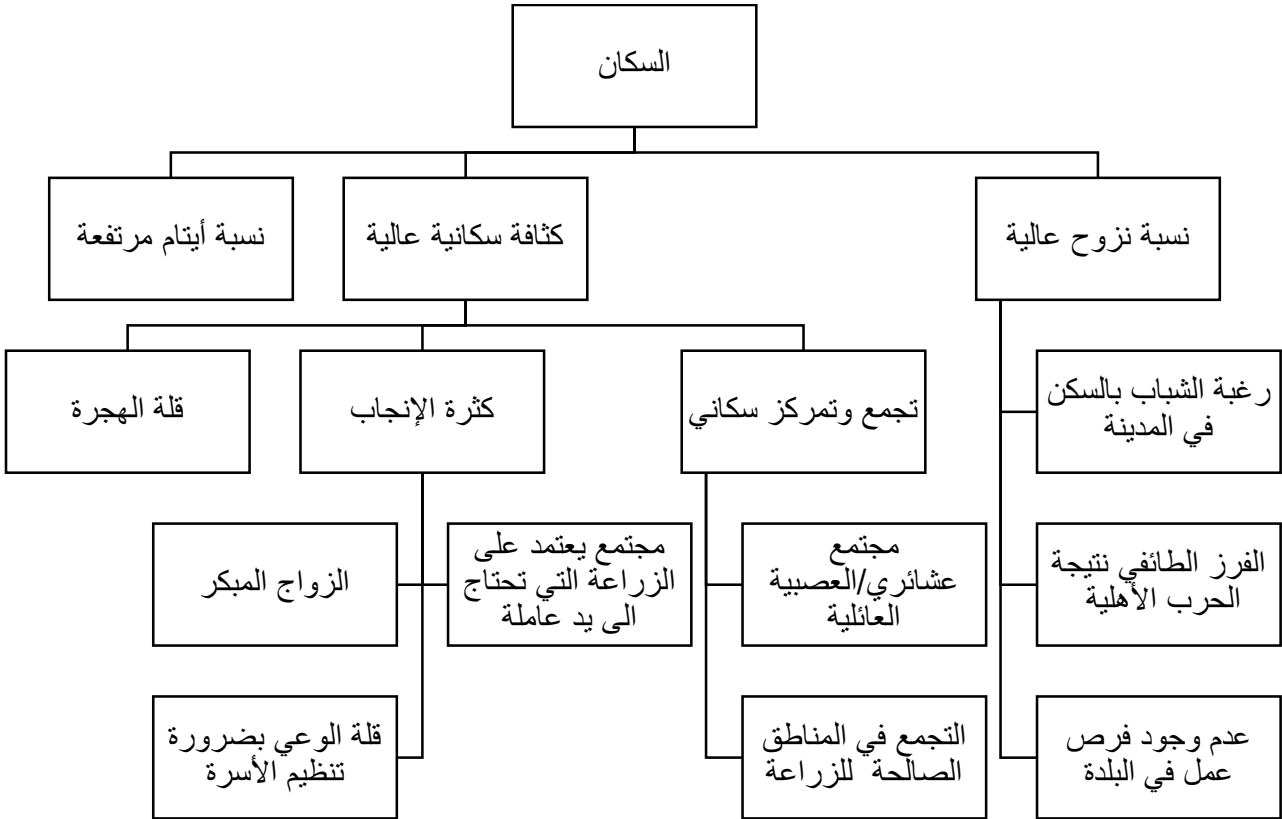 السكان
نسبة نزوح عالية
كثافة سكانية عالية
نسبة أيتام مرتفعة
رغبة الشباب بالسكن
في المدينة
تجمع وتمركز سكاني
كثرة الإنجاب
قلة الهجرة
الفرز الطائفي نتيجة
الحرب الأهلية
مجتمع
عشائري/العصبية
العائلية
مجتمع يعتمد على
الزراعة التي تحتاج
الى يد عاملة
الزواج المبكر
عدم وجود فرص
عمل في البلدة
التجمع في المناطق
الصالحة للزراعة
قلة الوعي بضرورة
تنظيم الأسرة